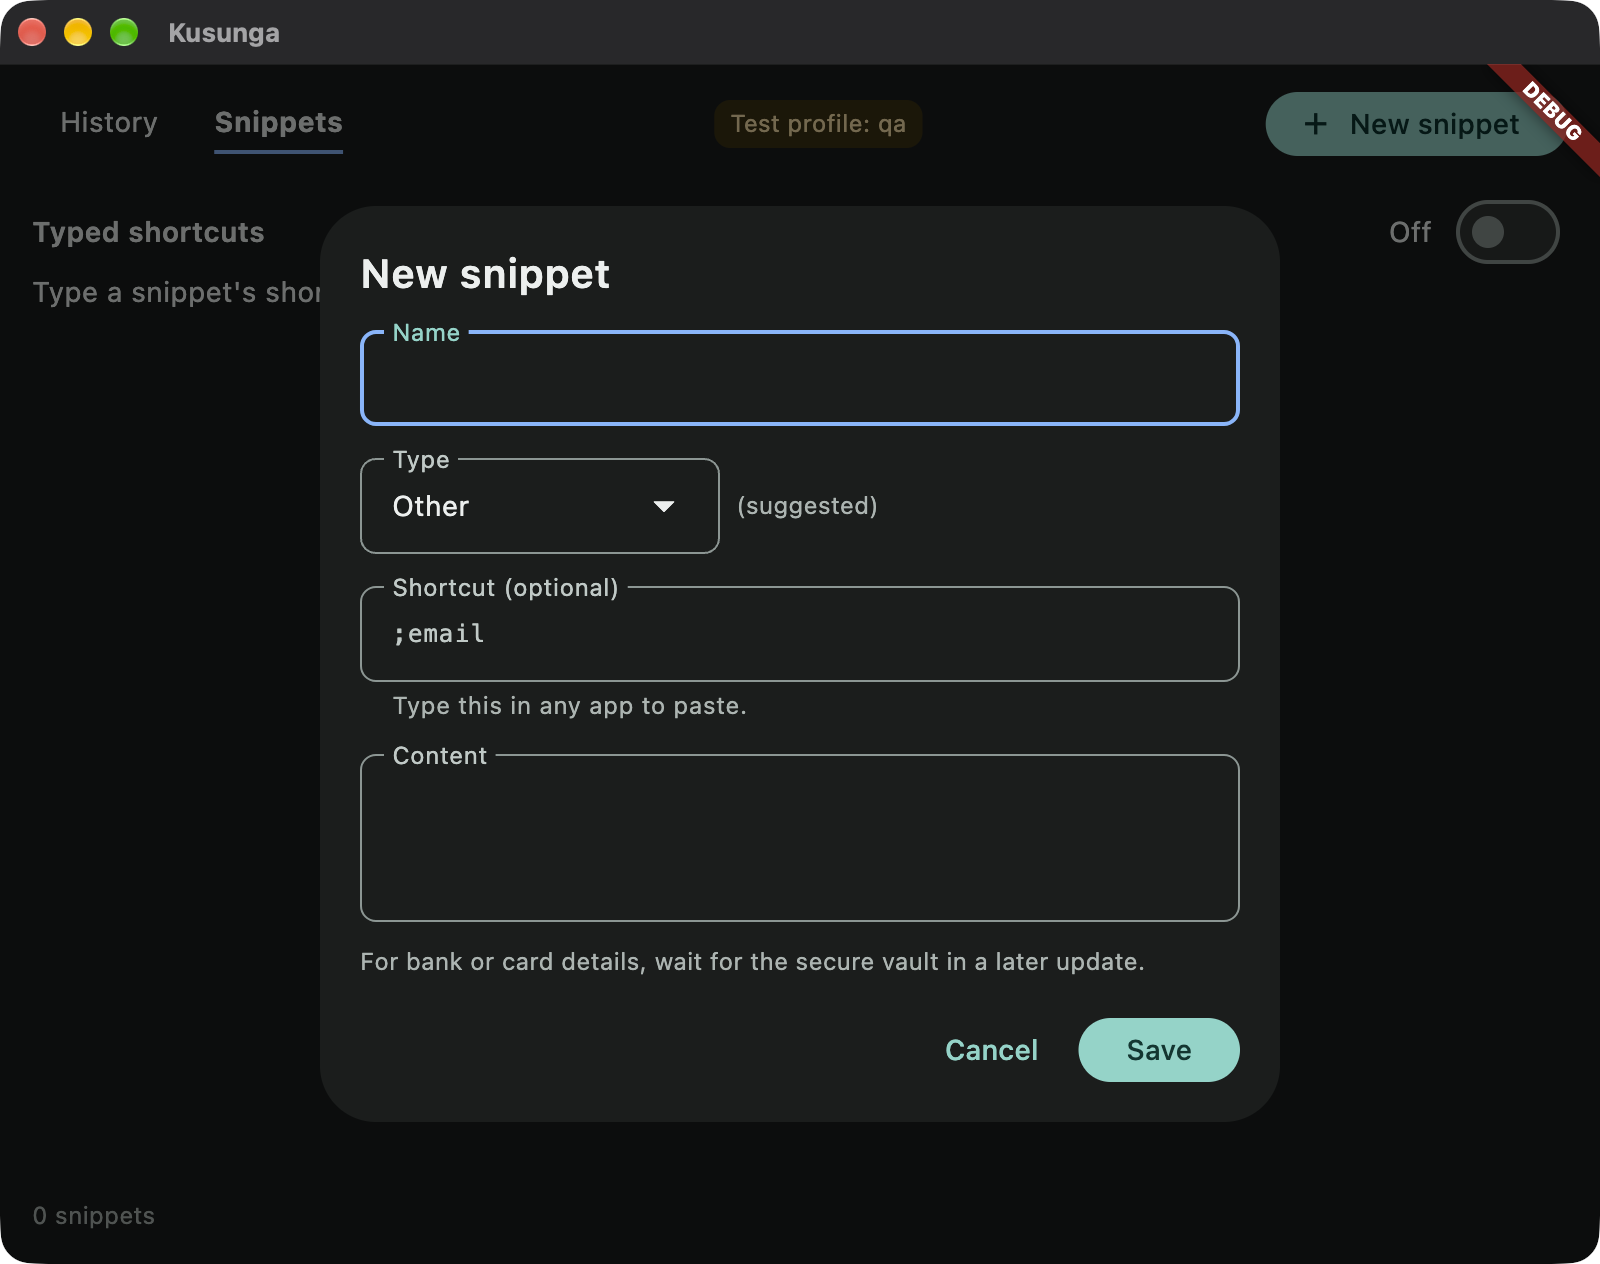 Kusunga
History
Snippets
Test profile: qa
+ New snippet
DEBUG
Typed shortcuts
Off
Type a snippet's shor
New snippet
Name
Type
Other
(suggested)
Shortcut (optional)
;email
Type this in any app to paste.
Content
For bank or card details, wait for the secure vault in a later update.
Cancel
Save
0 snippets